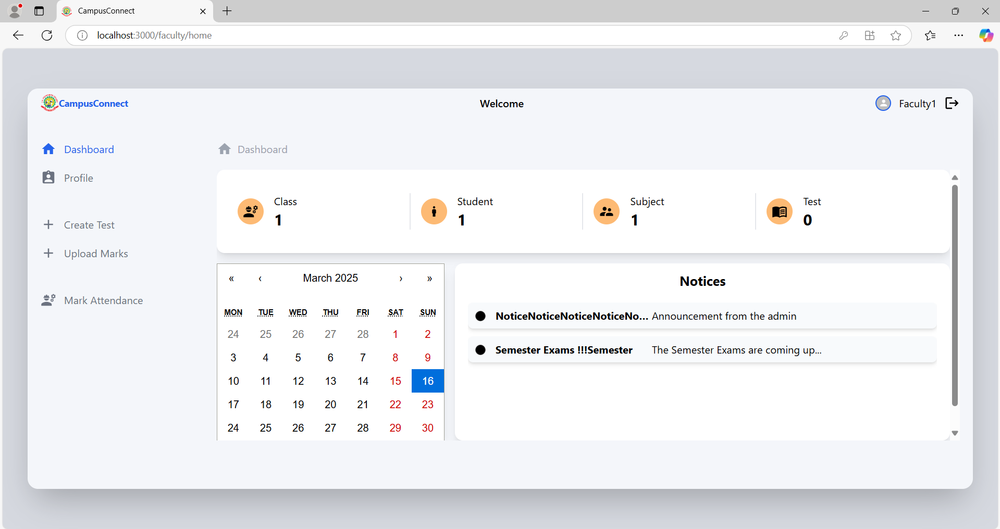 CampusConnect
localhost:3000/faculty/home
CampusConnect
Welcome
Faculty1
Dashboard
Profile
Create Test
Upload Marks
Mark Attendance
Dashboard
Class
1
Student
1
Subject
1
Test
0
« ‹ March 2025 › »
MON TUE WED THU FRI SAT SUN
24 25 26 27 28 1 2
3 4 5 6 7 8 9
10 11 12 13 14 15 16
17 18 19 20 21 22 23
24 25 26 27 28 29 30
Notices
NoticeNoticeNoticeNoticeNo... Announcement from the admin
Semester Exams !!!Semester The Semester Exams are coming up...